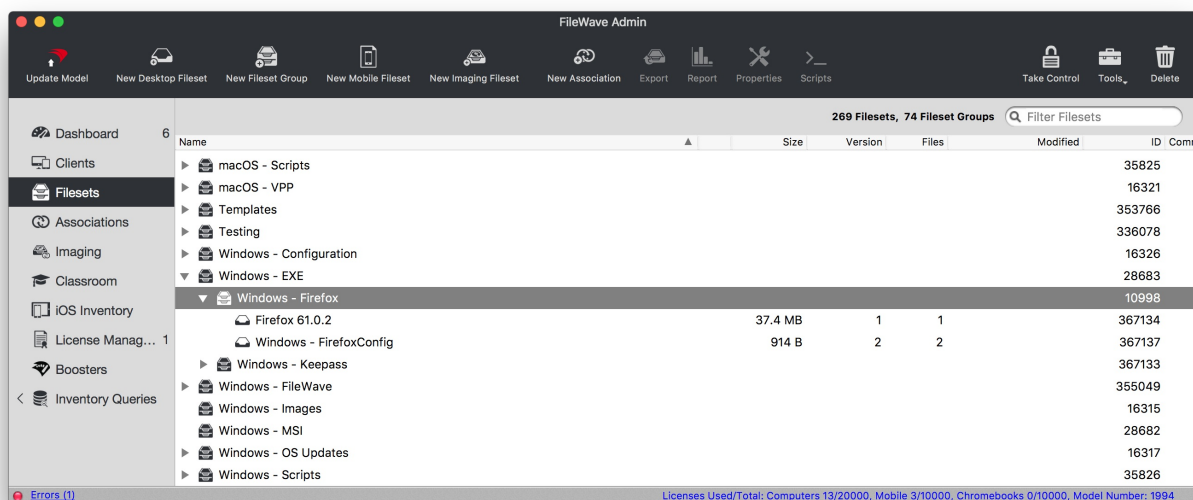 FileWave Admin
Update Model New Desktop Fileset New Fileset Group New Mobile Fileset New Imaging Fileset New Association Export Report Properties Scripts Take Control Tools Delete
269 Filesets, 74 Fileset Groups Filter Filesets
Dashboard 6
Clients
Filesets
Associations
Imaging
Classroom
iOS Inventory
License Manag... 1
Boosters
Inventory Queries
Name Size Version Files Modified ID Comm
macOS - Scripts 35825
macOS - VPP 16321
Templates 353766
Testing 336078
Windows - Configuration 16326
Windows - EXE 28683
Windows - Firefox 10998
Firefox 61.0.2 37.4 MB 1 1 367134
Windows - FirefoxConfig 914 B 2 2 367137
Windows - Keepass 367133
Windows - FileWave 355049
Windows - Images 16315
Windows - MSI 28682
Windows - OS Updates 16317
Windows - Scripts 35826
Errors (1) Licenses Used/Total: Computers 13/20000, Mobile 3/10000, Chromebooks 0/10000, Model Number: 1994